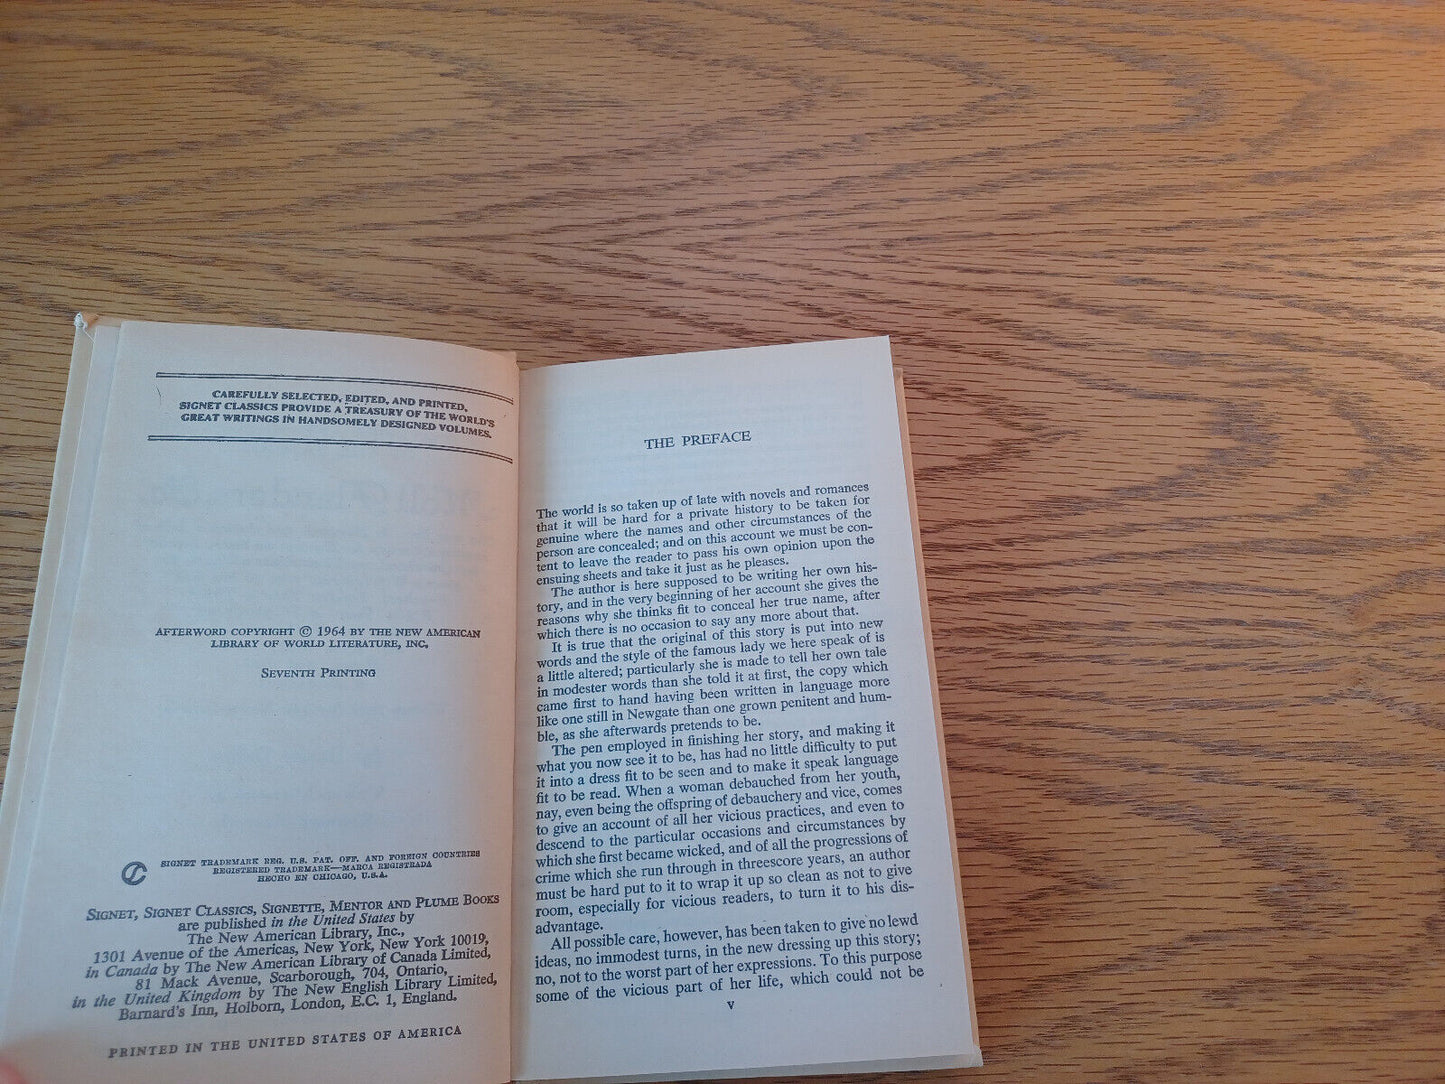 CAREFULLY SELECTED, EDITED, AND PRINTED,
SIGNET CLASSICS PROVIDE A TREASURY OF THE WORLD'S
GREAT WRITINGS IN HANDSOMELY DESIGNED VOLUMES.
AFTERWORD COPYRIGHT © 1964 BY THE NEW AMERICAN
LIBRARY OF WORLD LITERATURE, INC.
SEVENTH PRINTING
SIGNET TRADEMARK REG. U.S. PAT. OFF. AND FOREIGN COUNTRIES
REGISTERED TRADEMARK—MARCA REGISTRADA
HECHO EN CHICAGO, U.S.A.
SIGNET, SIGNET CLASSICS, SIGNETTE, MENTOR AND PLUME BOOKS
are published in the United States by
The New American Library, Inc.,
1301 Avenue of the Americas, New York, New York 10019,
in Canada by The New American Library of Canada Limited,
81 Mack Avenue, Scarborough, 704, Ontario,
in the United Kingdom by The New English Library Limited,
Barnard's Inn, Holborn, London, E.C. 1, England.
PRINTED IN THE UNITED STATES OF AMERICA
THE PREFACE
The world is so taken up of late with novels and romances
that it will be hard for a private history to be taken for
genuine where the names and other circumstances of the
person are concealed; and on this account we must be con-
tent to leave the reader to pass his own opinion upon the
ensuing sheets and take it just as he pleases.
The author is here supposed to be writing her own his-
tory, and in the very beginning of her account she gives the
reasons why she thinks fit to conceal her true name, after
which there is no occasion to say any more about that.
It is true that the original of this story is put into new
words and the style of the famous lady we here speak of is
a little altered; particularly she is made to tell her own tale
in modester words than she told it at first, the copy which
came first to hand having been written in language more
like one still in Newgate than one grown penitent and hum-
ble, as she afterwards pretends to be.
The pen employed in finishing her story, and making it
what you now see it to be, has had no little difficulty to put
it into a dress fit to be seen and to make it speak language
fit to be read. When a woman debauched from her youth,
nay, even being the offspring of debauchery and vice, comes
to give an account of all her vicious practices, and even to
descend to the particular occasions and circumstances by
which she first became wicked, and of all the progressions of
crime which she run through in threescore years, an author
must be hard put to it to wrap it up so clean as not to give
room, especially for vicious readers, to turn it to his dis-
advantage.
All possible care, however, has been taken to give no lewd
ideas, no immodest turns, in the new dressing up this story;
no, not to the worst part of her expressions. To this purpose
some of the vicious part of her life, which could not be
v